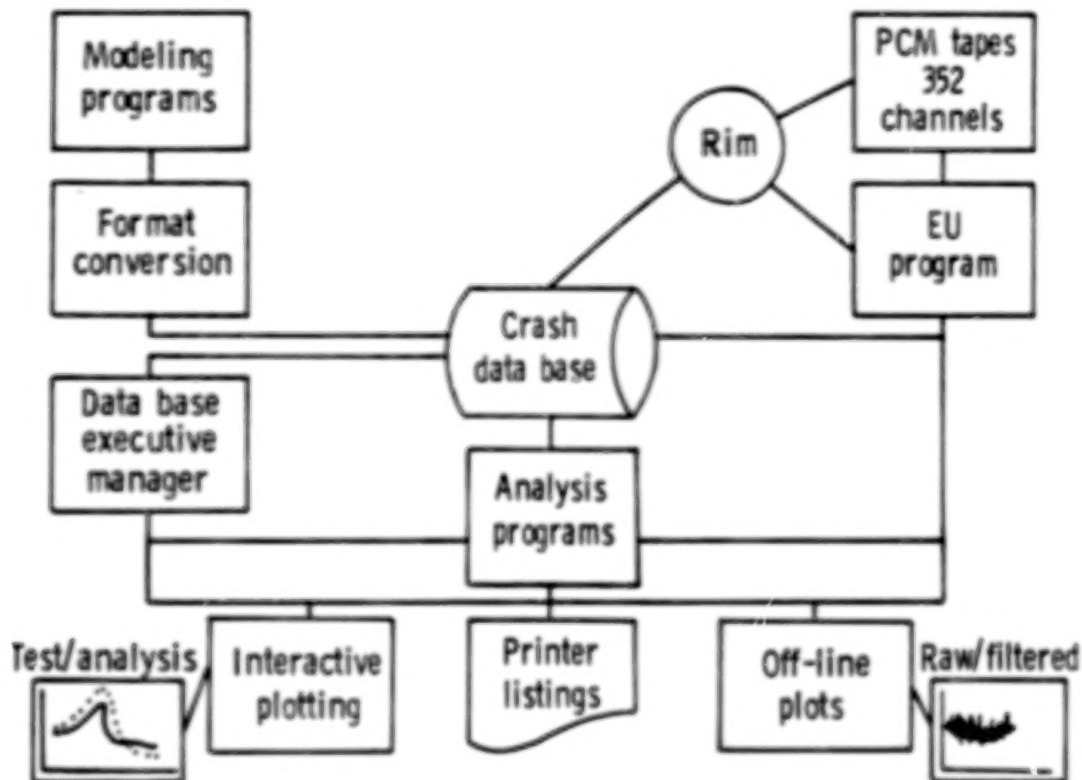 Modeling
programs
PCM tapes
352
channels
Rim
Format
conversion
EU
program
Crash
data base
Data base
executive
manager
Analysis
programs
Test/analysis
Interactive
plotting
Printer
listings
Off-line
plots
Raw/filtered